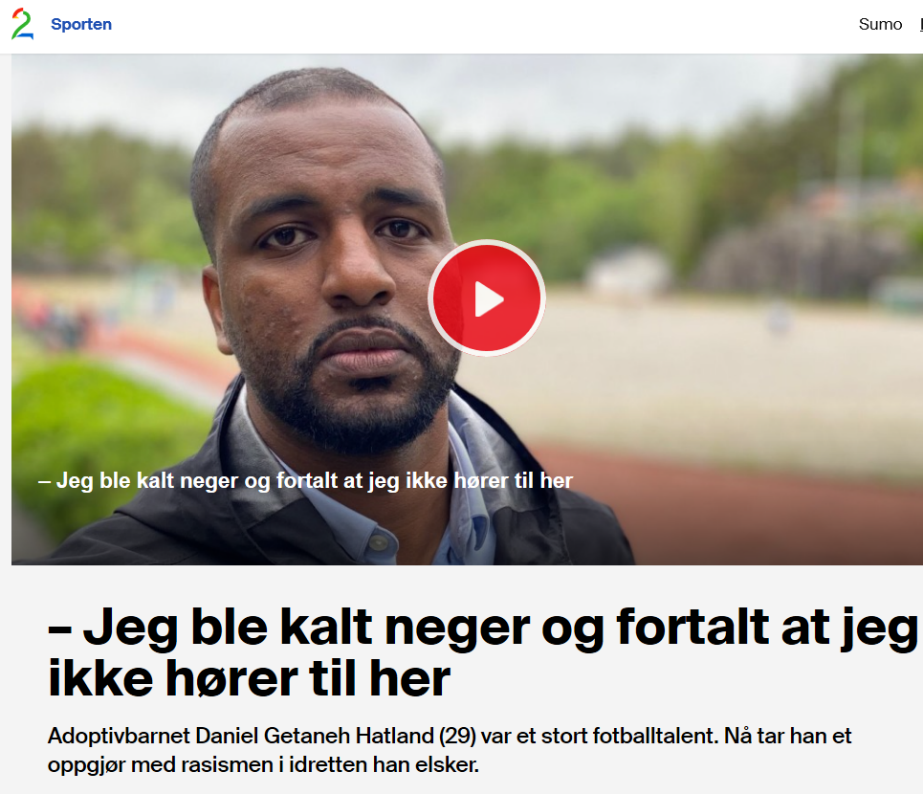 2 Sporten
Sumo
– Jeg ble kalt neger og fortalt at jeg ikke hører til her
– Jeg ble kalt neger og fortalt at jeg
ikke hører til her
Adoptivbarnet Daniel Getaneh Hatland (29) var et stort fotballtalent. Nå tar han et
oppgjør med rasismen i idretten han elsker.